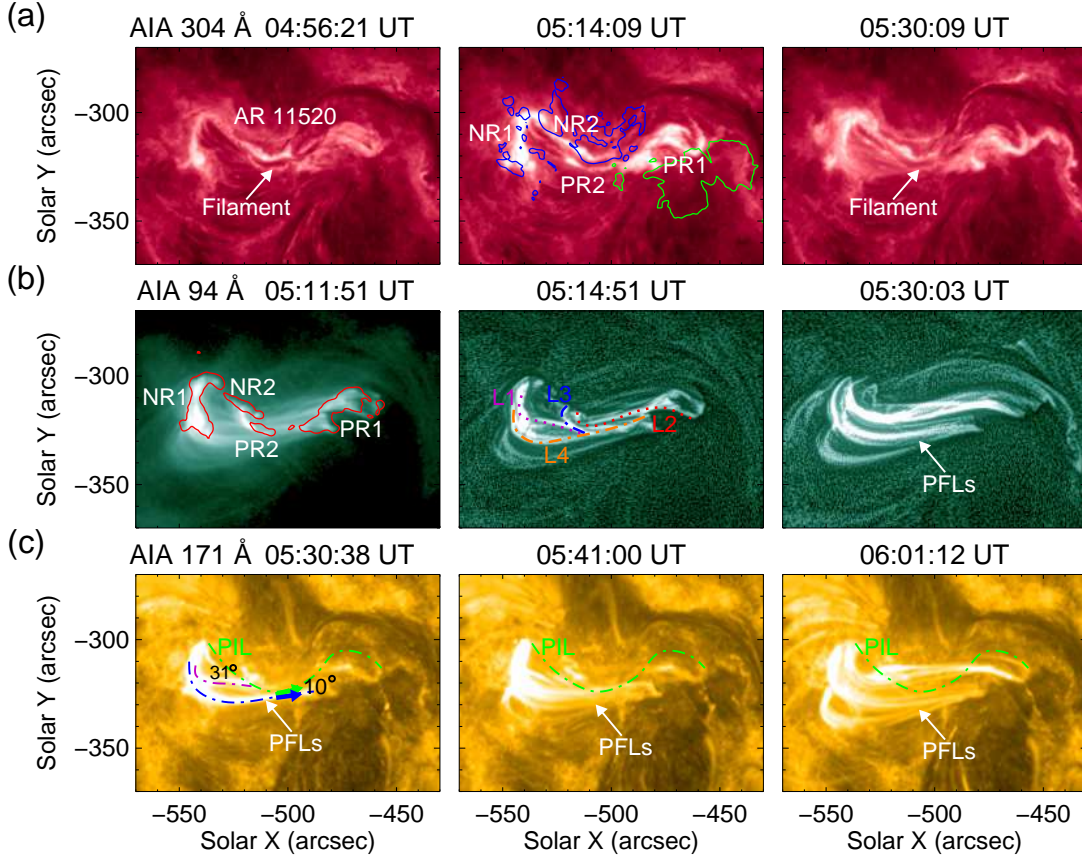 (a)
AIA 304 Å 04:56:21 UT
05:14:09 UT
05:30:09 UT
Solar Y (arcsec)
−300
−350
AR 11520
Filament
NR1
NR2
PR2
PR1
Filament
(b)
AIA 94 Å 05:11:51 UT
05:14:51 UT
05:30:03 UT
Solar Y (arcsec)
−300
−350
NR1
NR2
PR2
PR1
L1
L3
L2
L4
PFLs
(c)
AIA 171 Å 05:30:38 UT
05:41:00 UT
06:01:12 UT
Solar Y (arcsec)
−300
−350
PIL
31°
10°
PFLs
PIL
PFLs
PIL
PFLs
−550 −500 −450
−550 −500 −450
−550 −500 −450
Solar X (arcsec)
Solar X (arcsec)
Solar X (arcsec)